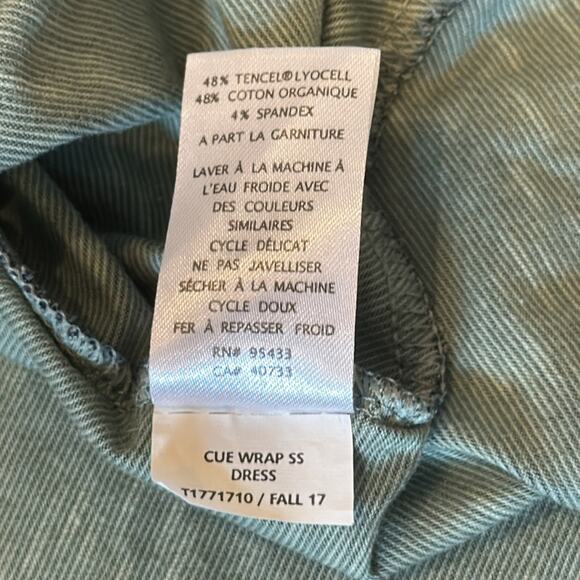 48% TENCEL®LYOCELL
48% COTON ORGANIQUE
4% SPANDEX
A PART LA GARNITURE
LAVER À LA MACHINE À
L'EAU FROIDE AVEC
DES COULEURS
SIMILAIRES
CYCLE DÉLICAT
NE PAS JAVELLISER
SÉCHER À LA MACHINE
CYCLE DOUX
FER À REPASSER FROID
RN# 95433
CA# 40733
CUE WRAP SS
DRESS
T1771710 / FALL 17